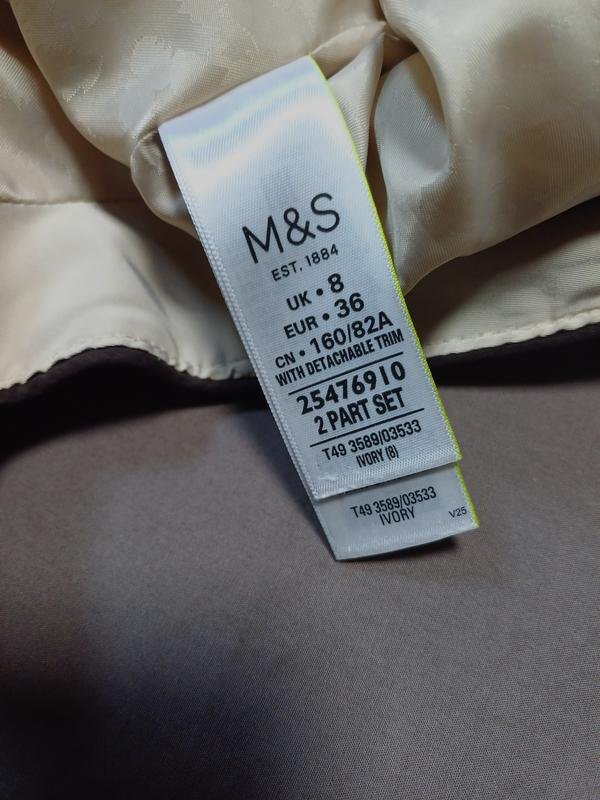 M&S
EST. 1884
UK • 8
EUR • 36
CN • 160/82A
WITH DETACHABLE TRIM
25476910
2 PART SET
T49 3589/03533
IVORY (8)
T49 3589/03533
IVORY
V25